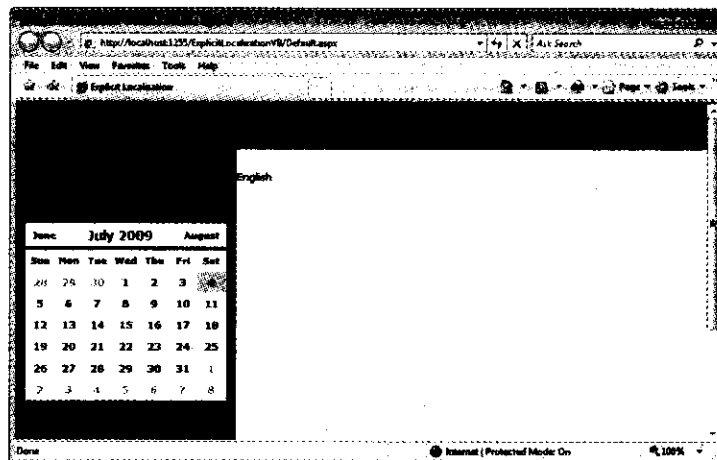 http://localhost:1255/ExplicitLocalizationVB/Default.aspx
Ask Search
File Edit View Favorites Tools Help
Explicit Localization
Page Tools
English
June July 2009 August
Sun Mon Tue Wed Thu Fri Sat
28 29 30 1 2 3
5 6 7 8 9 10 11
12 13 14 15 16 17 18
19 20 21 22 23 24 25
26 27 28 29 30 31 1
2 3 4 5 6 7 8
Done Internet | Protected Mode: On 100%